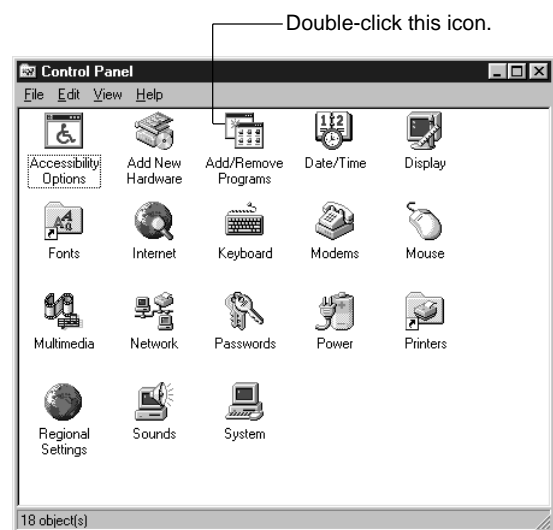 Double-click this icon.
Control Panel
File Edit View Help
Accessibility Options
Add New Hardware
Add/Remove Programs
Date/Time
Display
Fonts
Internet
Keyboard
Modems
Mouse
Multimedia
Network
Passwords
Power
Printers
Regional Settings
Sounds
System
18 object(s)